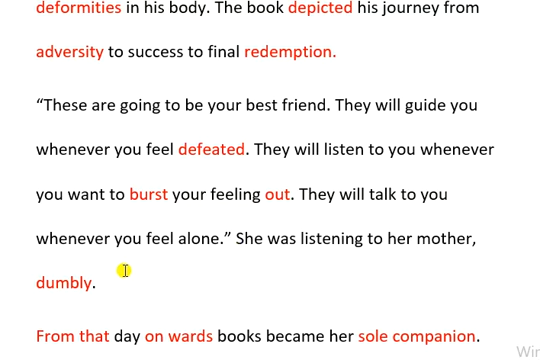 deformities in his body. The book depicted his journey from
adversity to success to final redemption.
“These are going to be your best friend. They will guide you
whenever you feel defeated. They will listen to you whenever
you want to burst your feeling out. They will talk to you
whenever you feel alone.” She was listening to her mother,
dumbly.
From that day on wards books became her sole companion.